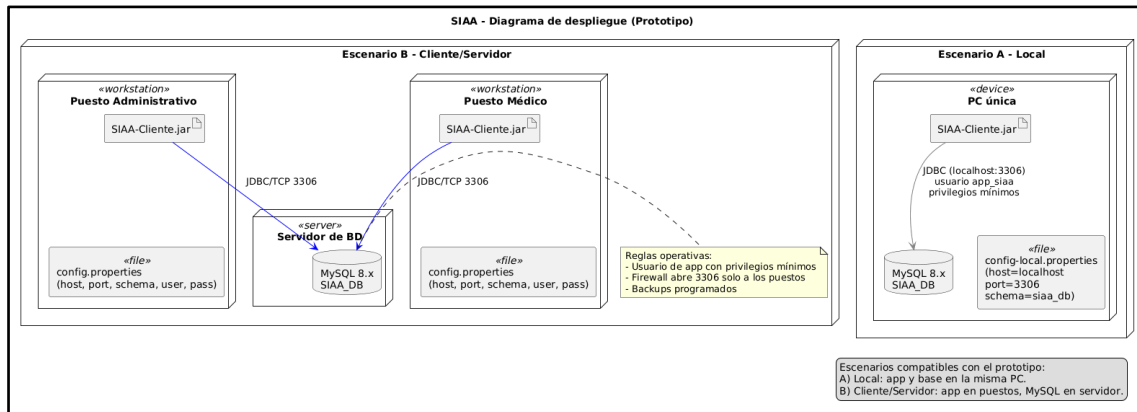 SIAA - Diagrama de despliegue (Prototipo)
Escenario B - Cliente/Servidor
«workstation»
Puesto Administrativo
SIAA-Cliente.jar
JDBC/TCP 3306
«file»
config.properties
(host, port, schema, user, pass)
«server»
Servidor de BD
MySQL 8.x
SIAA_DB
«workstation»
Puesto Médico
SIAA-Cliente.jar
JDBC/TCP 3306
«file»
config.properties
(host, port, schema, user, pass)
Reglas operativas:
- Usuario de app con privilegios mínimos
- Firewall abre 3306 solo a los puestos
- Backups programados
Escenario A - Local
«device»
PC única
SIAA-Cliente.jar
JDBC (localhost:3306)
usuario app_siaa
privilegios mínimos
MySQL 8.x
SIAA_DB
«file»
config-local.properties
(host=localhost
port=3306
schema=siaa_db)
Escenarios compatibles con el prototipo:
A) Local: app y base en la misma PC.
B) Cliente/Servidor: app en puestos, MySQL en servidor.